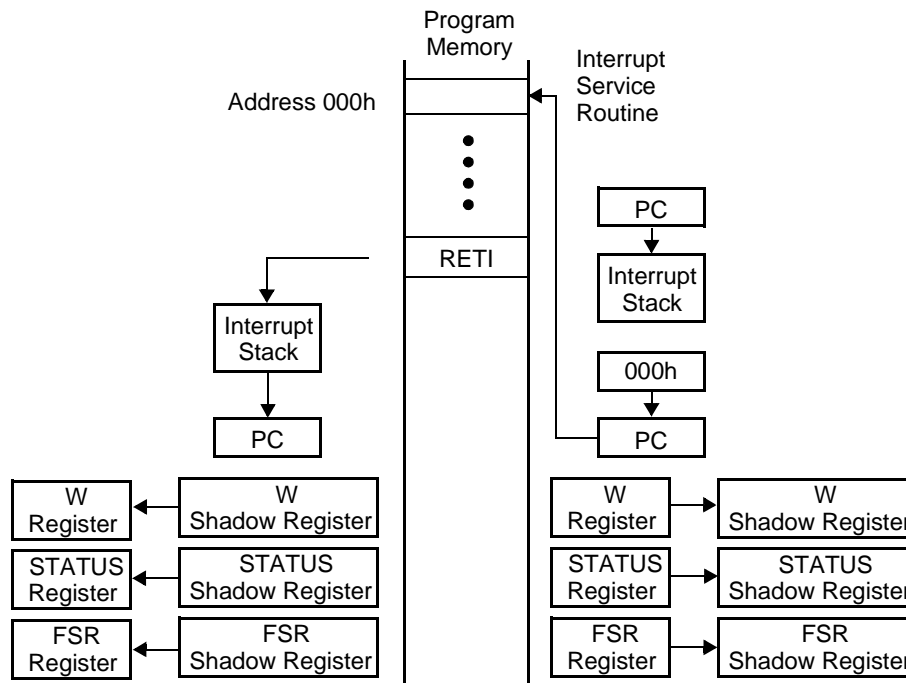 Program
Memory
Interrupt
Service
Routine
Address 000h
PC
RETI
Interrupt
Stack
Interrupt
Stack
000h
PC
PC
W
Register
W
Shadow Register
W
Register
W
Shadow Register
STATUS
Register
STATUS
Shadow Register
STATUS
Register
STATUS
Shadow Register
FSR
Register
FSR
Shadow Register
FSR
Register
FSR
Shadow Register